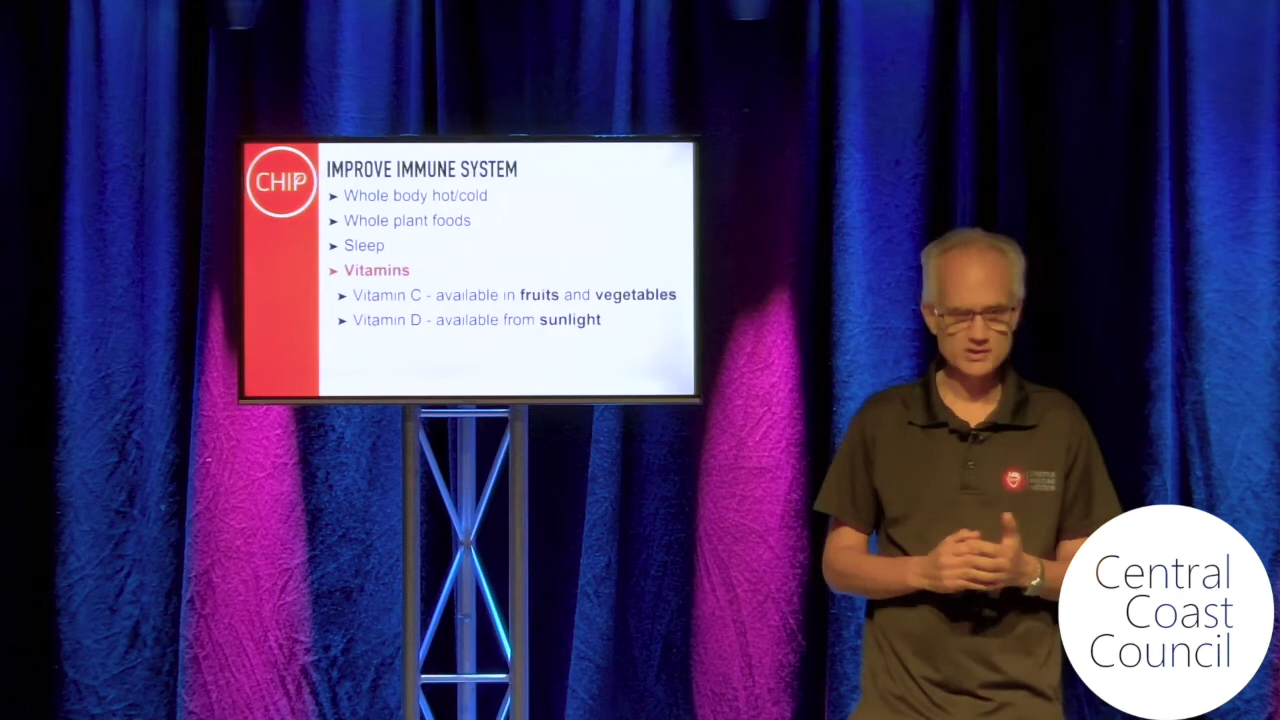 CHIP
IMPROVE IMMUNE SYSTEM
➤ Whole body hot/cold
➤ Whole plant foods
➤ Sleep
➤ Vitamins
➤ Vitamin C - available in fruits and vegetables
➤ Vitamin D - available from sunlight
Central
Coast
Council